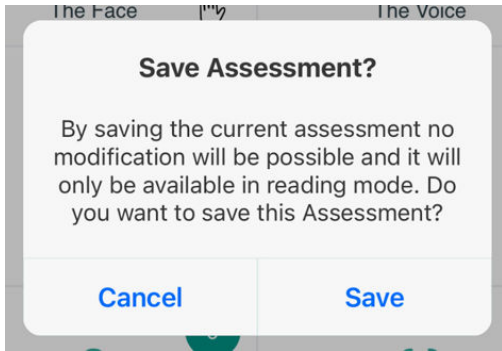 The Face
The Voice
Save Assessment?
By saving the current assessment no
modification will be possible and it will
only be available in reading mode. Do
you want to save this Assessment?
Cancel
Save